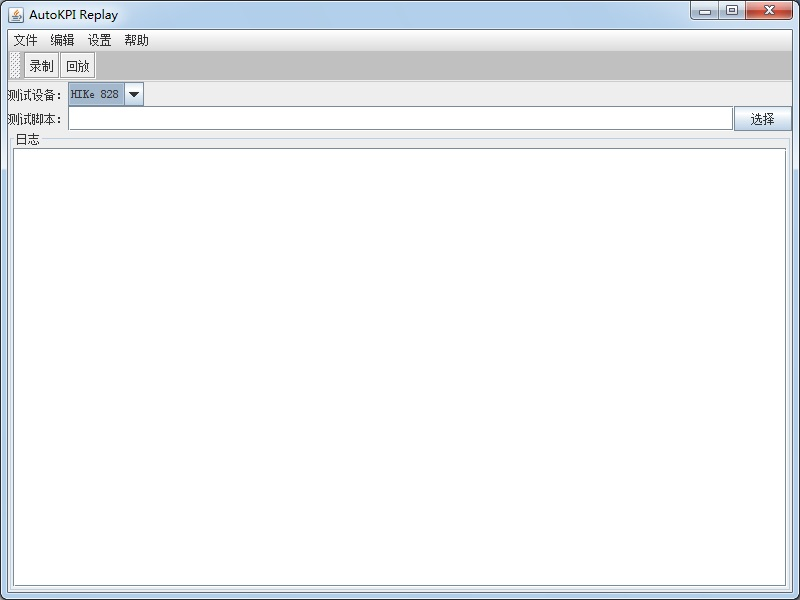 AutoKPI Replay
文件 编辑 设置 帮助
录制 回放
测试设备： HIKe 828
测试脚本： 选择
日志